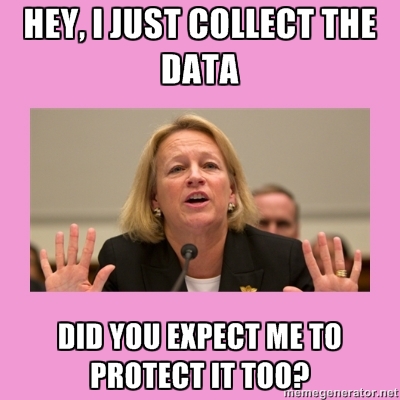 HEY, I JUST COLLECT THE
DATA
DID YOU EXPECT ME TO
PROTECT IT TOO?
memegenerator.net